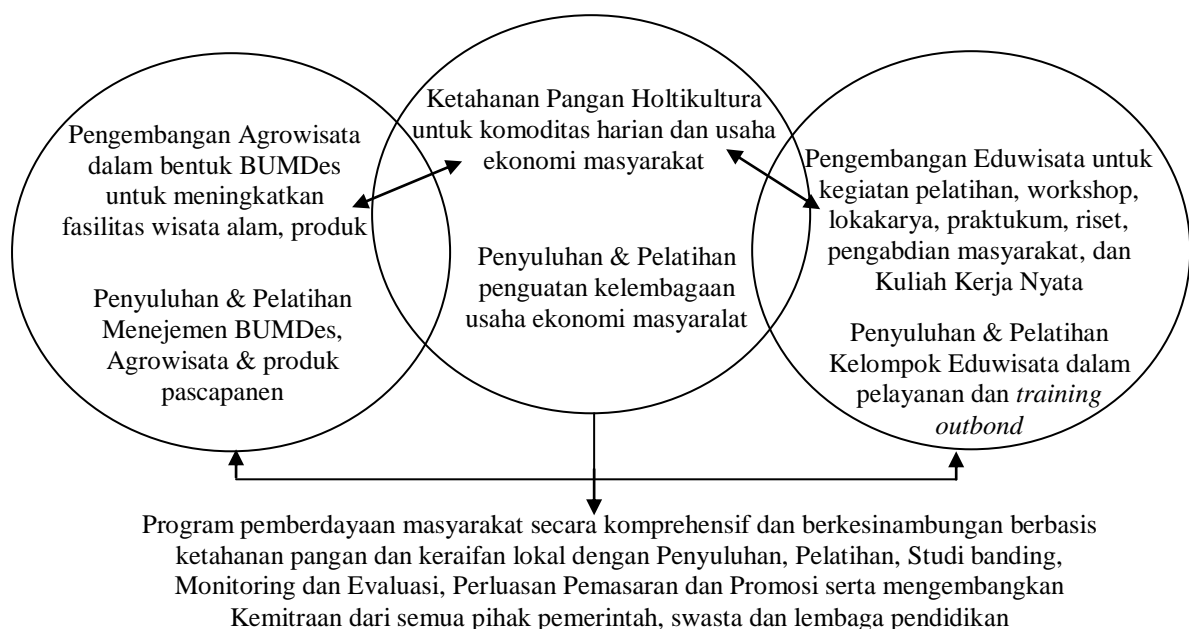 Pengembangan Agrowisata
dalam bentuk BUMDes
untuk meningkatkan
fasilitas wisata alam, produk
Penyuluhan & Pelatihan
Menejemen BUMDes,
Agrowisata & produk
pascapanen
Ketahanan Pangan Holtikultura
untuk komoditas harian dan usaha
ekonomi masyarakat
Penyuluhan & Pelatihan
penguatan kelembagaan
usaha ekonomi masyaralat
Pengembangan Eduwisata untuk
kegiatan pelatihan, workshop,
lokakarya, praktukum, riset,
pengabdian masyarakat, dan
Kuliah Kerja Nyata
Penyuluhan & Pelatihan
Kelompok Eduwisata dalam
pelayanan dan training
outbond
Program pemberdayaan masyarakat secara komprehensif dan berkesinambungan berbasis
ketahanan pangan dan keraifan lokal dengan Penyuluhan, Pelatihan, Studi banding,
Monitoring dan Evaluasi, Perluasan Pemasaran dan Promosi serta mengembangkan
Kemitraan dari semua pihak pemerintah, swasta dan lembaga pendidikan